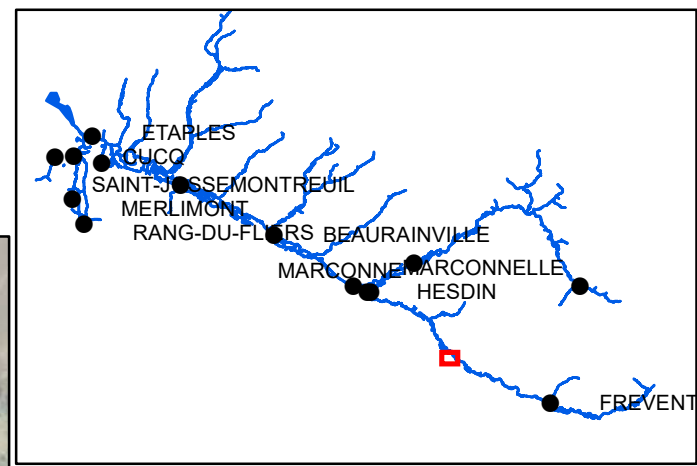 ETAPLES
CUCQ
SAINT-JOSSE
MONTREUIL
MERLIMONT
RANG-DU-FLIERS
BEAURAINVILLE
MARCONNE
MARCONNELLE
HESDIN
FREVENT